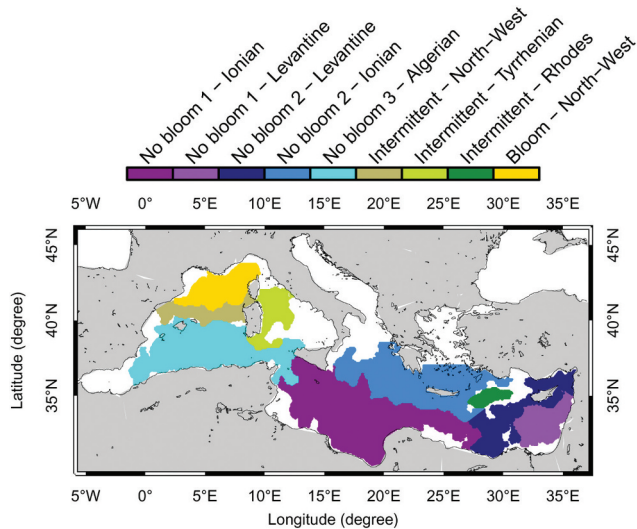 No bloom 1 – Ionian
No bloom 1 – Levantine
No bloom 2 – Levantine
No bloom 2 – Ionian
No bloom 3 – Algerian
Intermittent – North–West
Intermittent – Tyrrhenian
Intermittent – Rhodes
Bloom – North–West
5°W 0° 5°E 10°E 15°E 20°E 25°E 30°E 35°E
45°N 45°N
40°N 40°N
35°N 35°N
Latitude (degree)
5°W 0° 5°E 10°E 15°E 20°E 25°E 30°E 35°E
Longitude (degree)